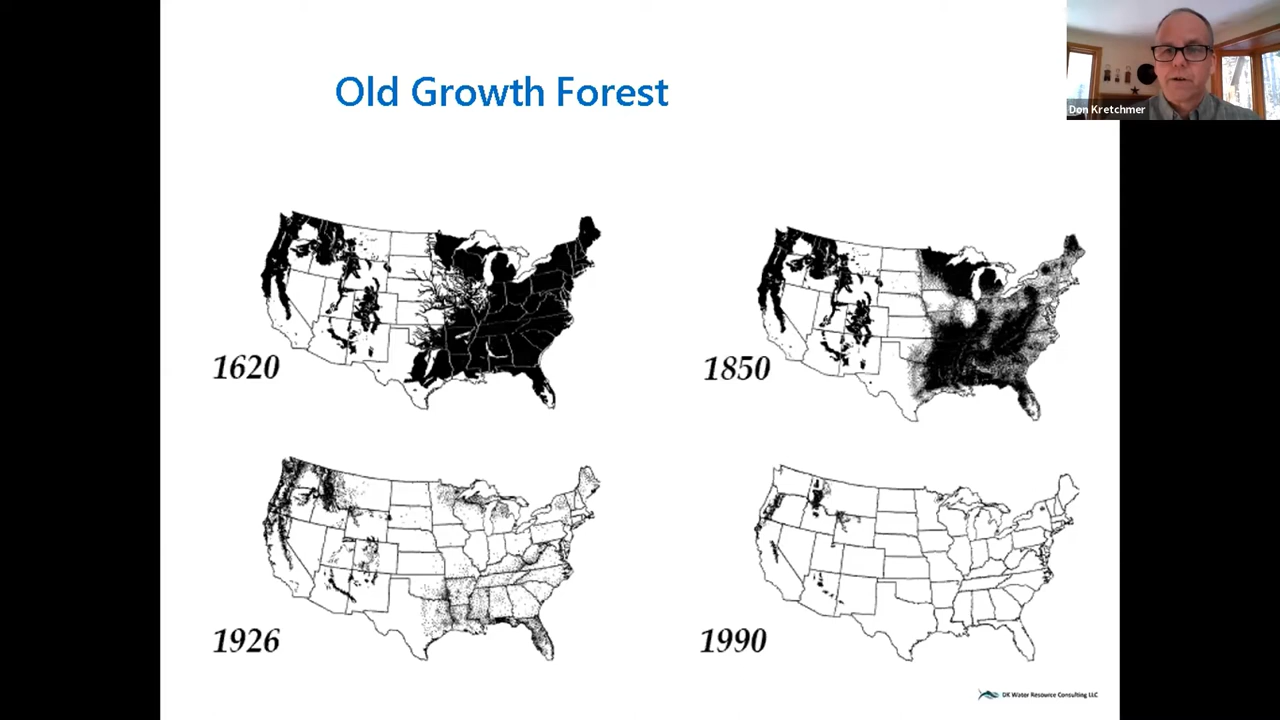 Old Growth Forest
Don Kretchmer
1620
1850
1926
1990
DK Water Resource Consulting LLC